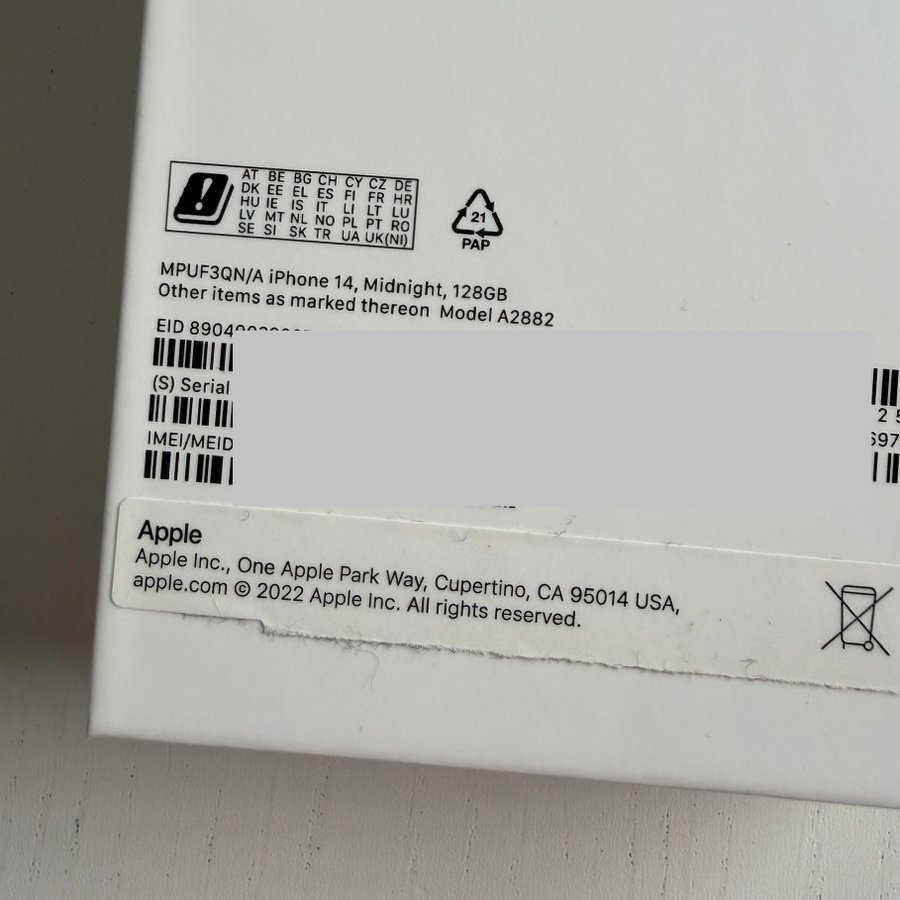 AT BE BG CH CY CZ DE
DK EE EL ES FI FR HR
HU IE IS IT LI LT LU
LV MT NL NO PL PT RO
SE SI SK TR UA UK(NI)
21
PAP
MPUF3QN/A iPhone 14, Midnight, 128GB
Other items as marked thereon Model A2882
EID
(S) Serial
2 5
IMEI/MEID
697
Apple
Apple Inc., One Apple Park Way, Cupertino, CA 95014 USA,
apple.com © 2022 Apple Inc. All rights reserved.